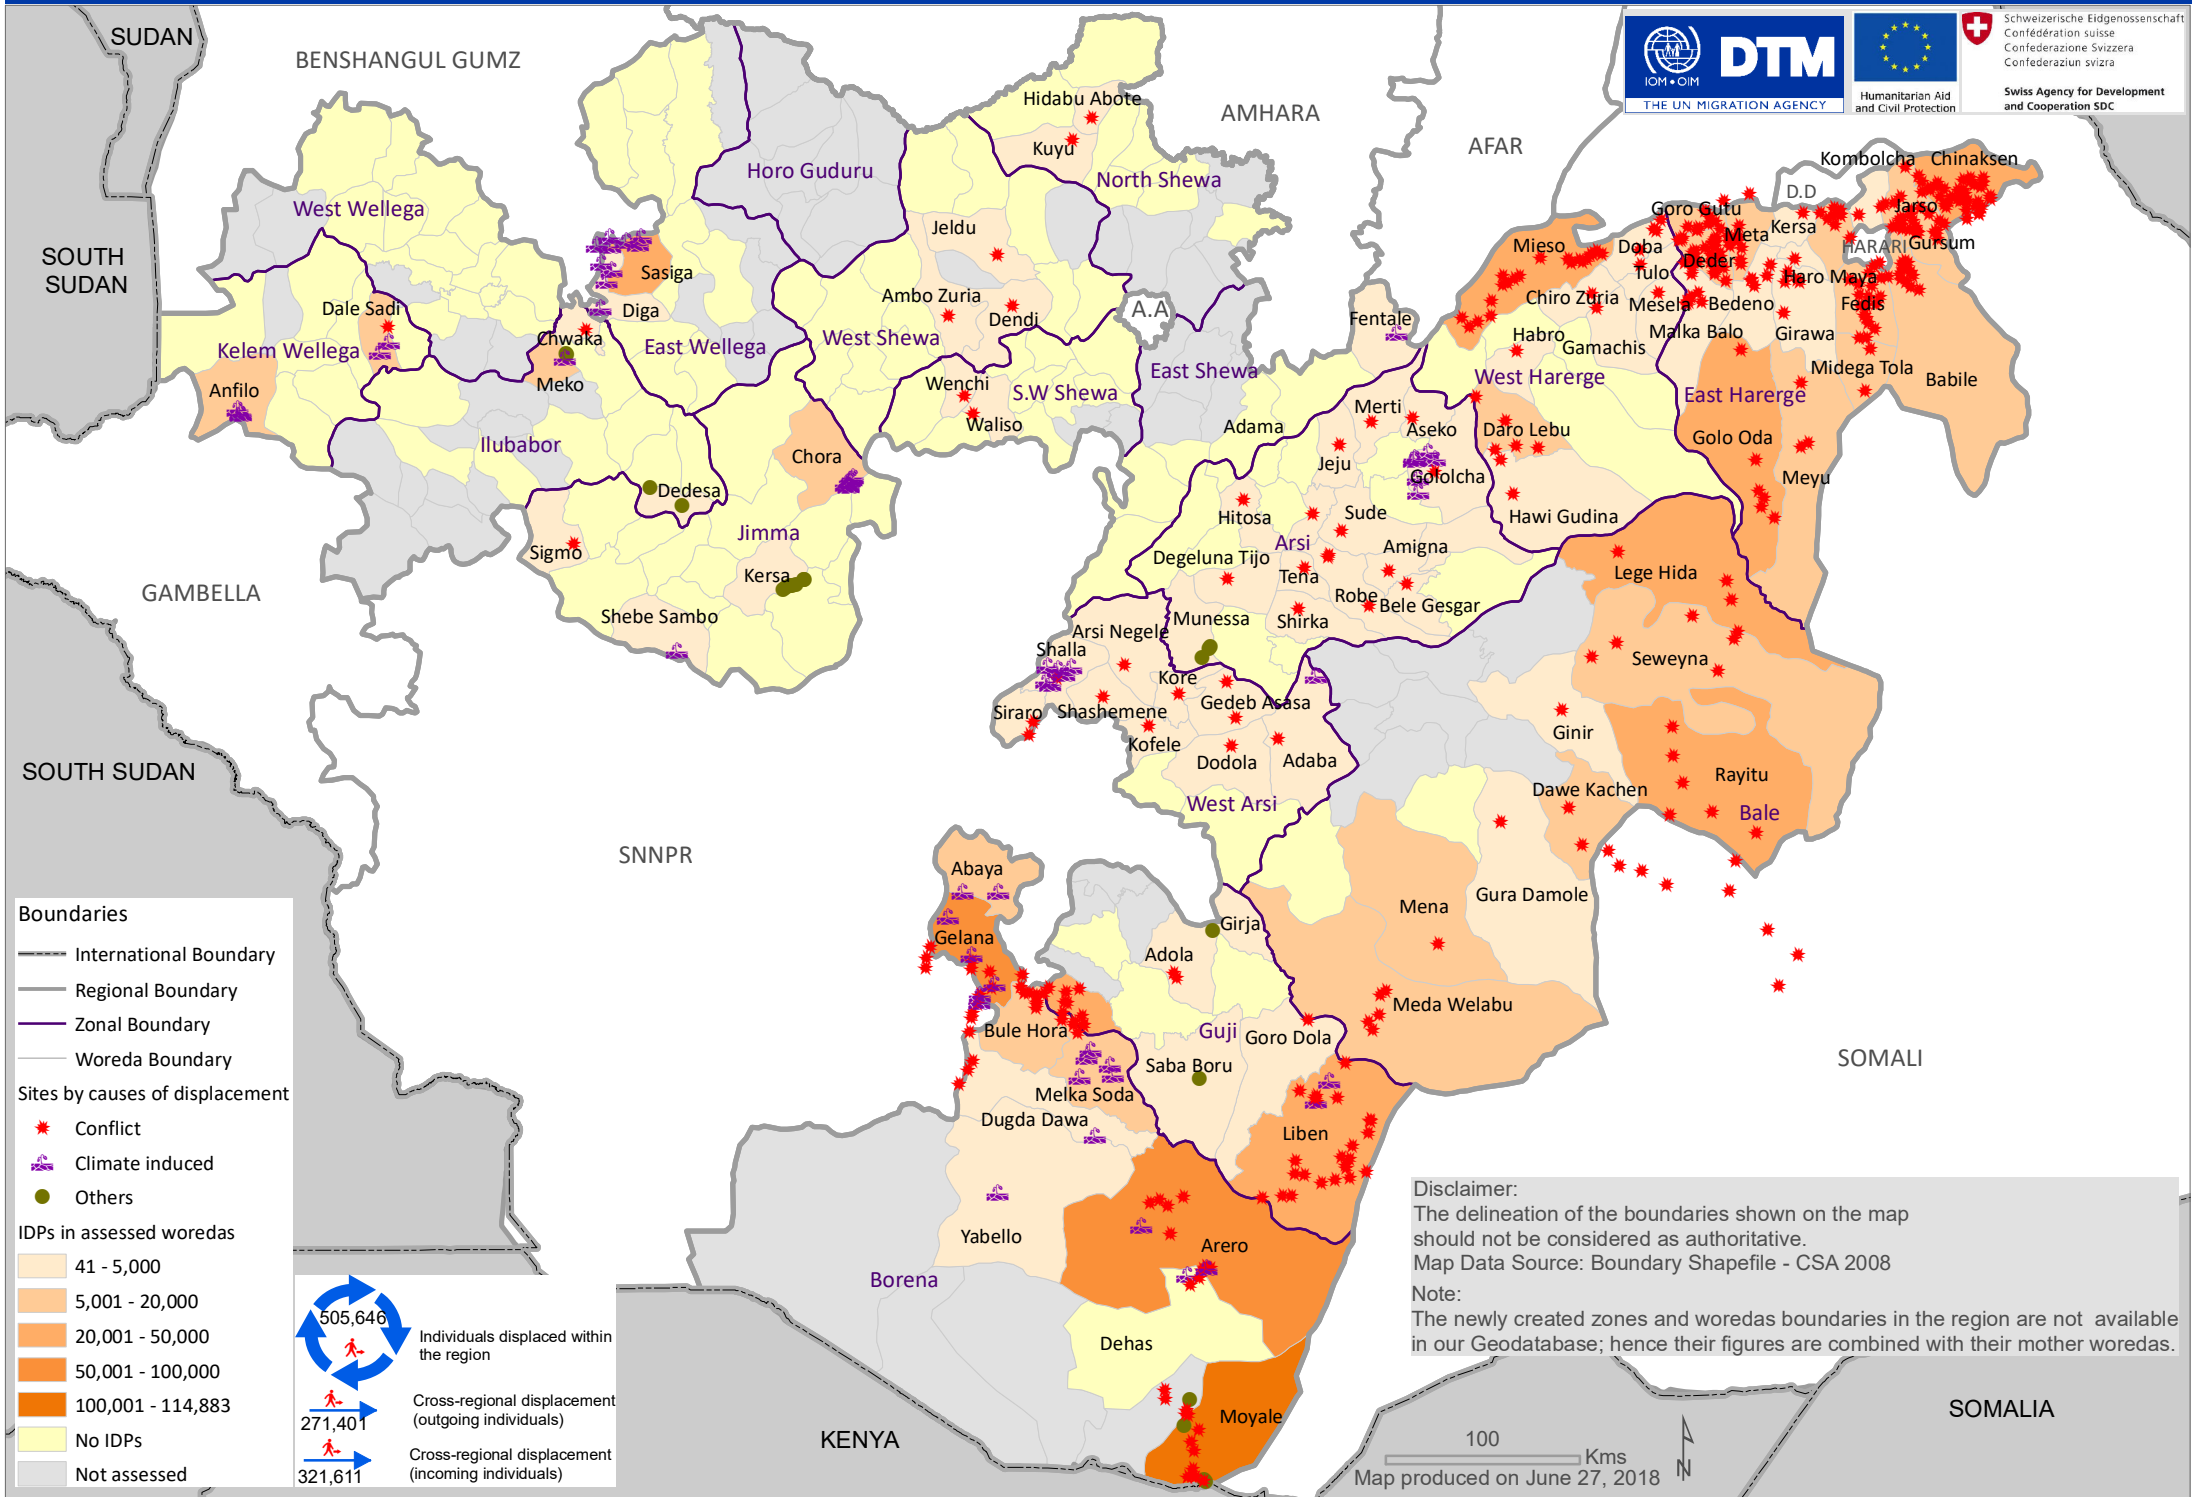 SUDAN
BENSHANGUL GUMZ
AMHARA
AFAR
IOM • OIM
DTM
THE UN MIGRATION AGENCY
Humanitarian Aid
and Civil Protection
Schweizerische Eidgenossenschaft
Confédération suisse
Confederazione Svizzera
Confederaziun svizra
Swiss Agency for Development
and Cooperation SDC
Hidabu Abote
Kuyu
North Shewa
Horo Guduru
West Wellega
SOUTH
SUDAN
Kombolcha
Chinaksen
D.D
Jarso
Goro Gutu
Meta
Kersa
HARARI
Gursum
Mieso
Doba
Deder
Tulo
Haro Maya
Jeldu
Sasiga
Diga
Ambo Zuria
Dendi
A.A
Dale Sadi
Chwaka
Kelem Wellega
East Wellega
West Shewa
Fentale
Chiro Zuria
Mesela
Bedeno
Fedis
Habro
Gamachis
Malka Balo
Girawa
Midega Tola
Babile
Anfilo
Meko
Wenchi
S.W Shewa
East Shewa
West Harerge
East Harerge
Waliso
Adama
Merti
Aseko
Daro Lebu
Golo Oda
Ilubabor
Chora
Jeju
Gololcha
Meyu
Dedesa
Hitosa
Sude
Hawi Gudina
Jimma
Sigmo
Arsi
Amigna
Degeluna Tijo
Tena
Lege Hida
Kersa
GAMBELLA
Robe
Bele Gesgar
Shebe Sambo
Munessa
Shirka
Arsi Negele
Shalla
Seweyna
Kore
Siraro
Shashemene
Gedeb Asasa
Ginir
Kofele
Dodola
Adaba
SOUTH SUDAN
Rayitu
Dawe Kachen
West Arsi
Bale
SNNPR
Abaya
Mena
Gura Damole
Girja
Gelana
Adola
Meda Welabu
Bule Hora
Guji
Goro Dola
Saba Boru
SOMALI
Melka Soda
Dugda Dawa
Liben
Yabello
Arero
Borena
Dehas
Moyale
KENYA
SOMALIA
Boundaries
International Boundary
Regional Boundary
Zonal Boundary
Woreda Boundary
Sites by causes of displacement
Conflict
Climate induced
Others
IDPs in assessed woredas
41 - 5,000
5,001 - 20,000
20,001 - 50,000
50,001 - 100,000
100,001 - 114,883
No IDPs
Not assessed
505,646
Individuals displaced within
the region
Cross-regional displacement
(outgoing individuals)
271,401
Cross-regional displacement
(incoming individuals)
321,611
Disclaimer:
The delineation of the boundaries shown on the map
should not be considered as authoritative.
Map Data Source: Boundary Shapefile - CSA 2008
Note:
The newly created zones and woredas boundaries in the region are not available
in our Geodatabase; hence their figures are combined with their mother woredas.
100
Kms
Map produced on June 27, 2018
N